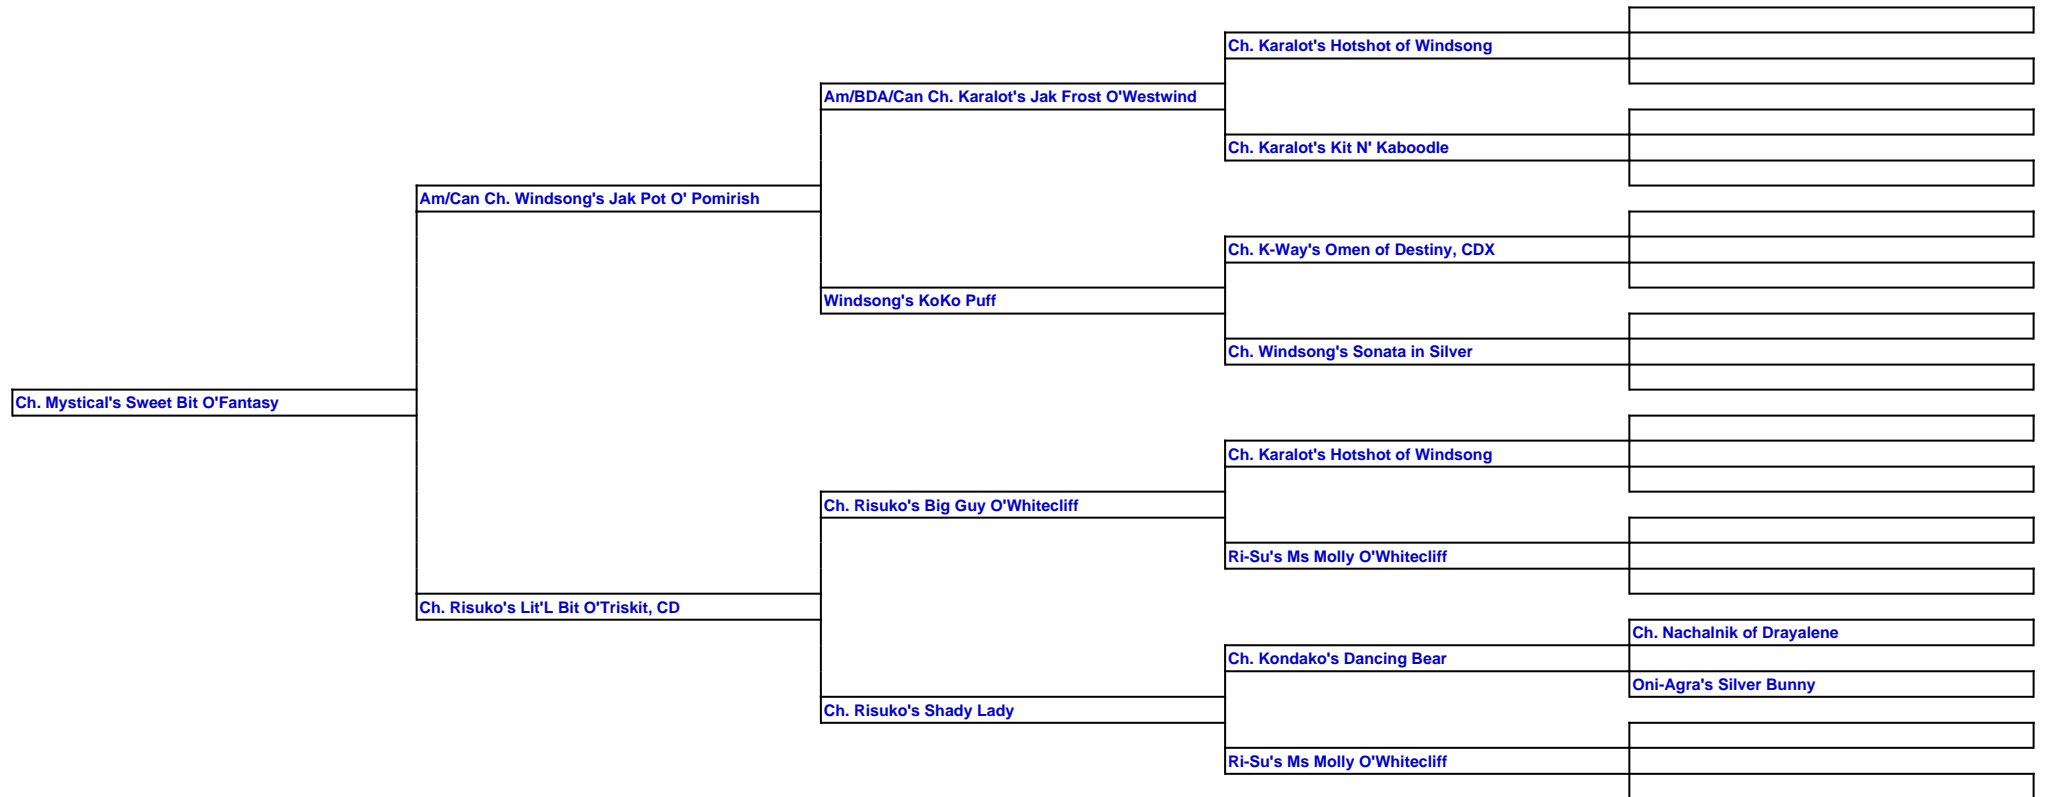 Ch. Karalot's Hotshot of Windsong
Am/BDA/Can Ch. Karalot's Jak Frost O'Westwind
Ch. Karalot's Kit N' Kaboodle
Am/Can Ch. Windsong's Jak Pot O' Pomirish
Ch. K-Way's Omen of Destiny, CDX
Windsong's KoKo Puff
Ch. Windsong's Sonata in Silver
Ch. Mystical's Sweet Bit O'Fantasy
Ch. Karalot's Hotshot of Windsong
Ch. Risuko's Big Guy O'Whitecliff
Ri-Su's Ms Molly O'Whitecliff
Ch. Risuko's Lit'L Bit O'Triskit, CD
Ch. Nachalnik of Drayalene
Ch. Kondako's Dancing Bear
Oni-Agra's Silver Bunny
Ch. Risuko's Shady Lady
Ri-Su's Ms Molly O'Whitecliff